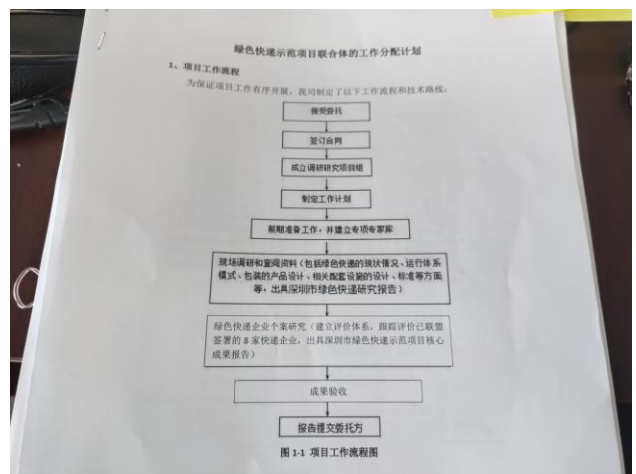 绿色快递示范项目联合体的工作分配计划
1、项目工作流程
为保证项目工作有序开展，我司制定了以下工作流程和技术路线：
接受委托
签订合同
成立调研研究项目组
制定工作计划
前期准备工作，并建立专项专家库
现场调研和查阅资料（包括绿色快递的现状情况、运行体系
模式、包装的产品设计、相关配套设施的设计、标准等方面
等，出具深圳市绿色快递研究报告）
绿色快递企业个案研究（建立评价体系，跟踪评价已联盟
签署的 8 家快递企业，出具深圳市绿色快递示范项目核心
成果报告）
成果验收
报告提交委托方
图 1-1 项目工作流程图